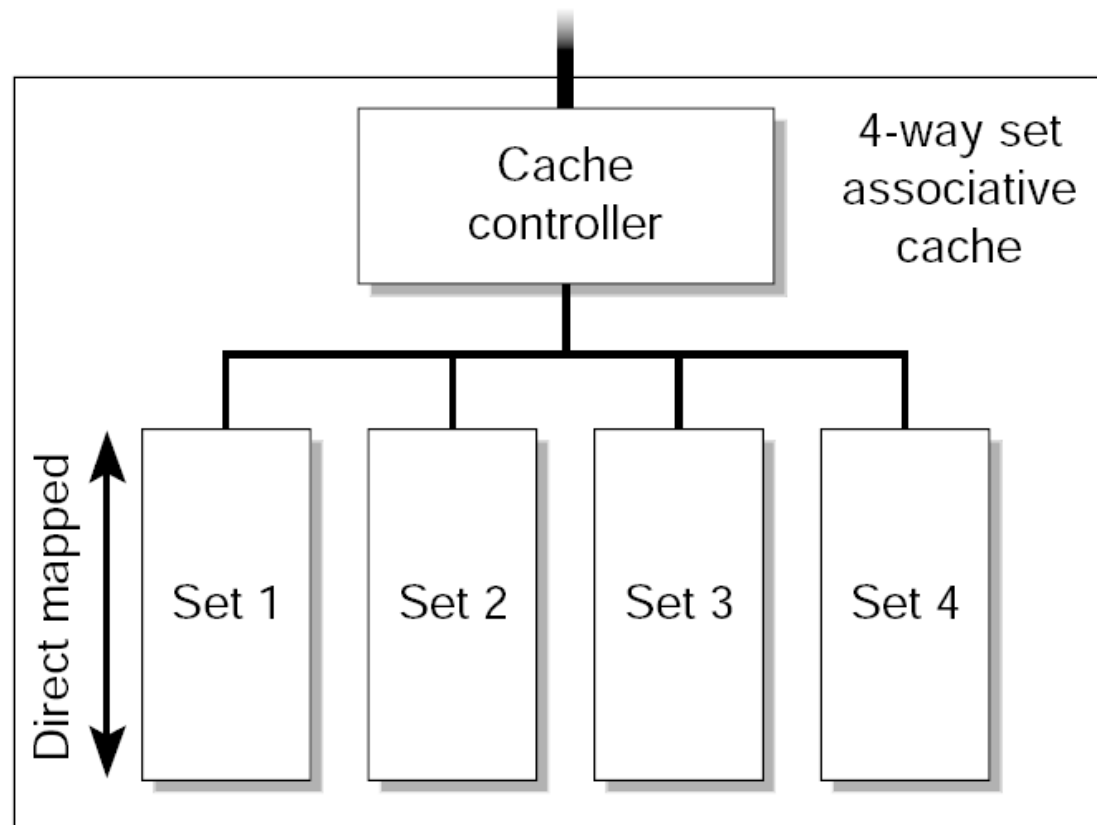 Cache
controller
4-way set
associative
cache
Direct mapped
Set 1
Set 2
Set 3
Set 4